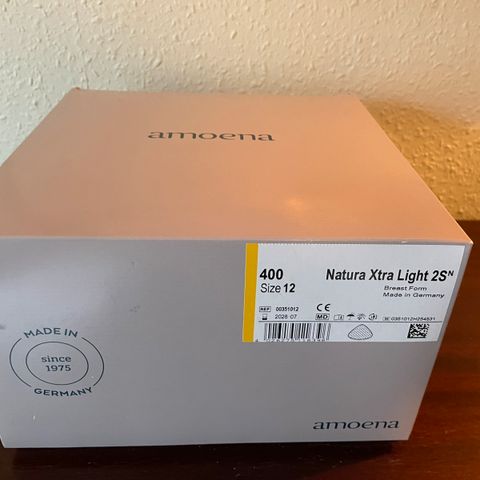 amoena
400
Size 12
Natura Xtra Light 2Sᴺ
Breast Form
Made in Germany
REF 00351012
CE
2026 07
MD
MADE IN
since
1975
GERMANY
amoena